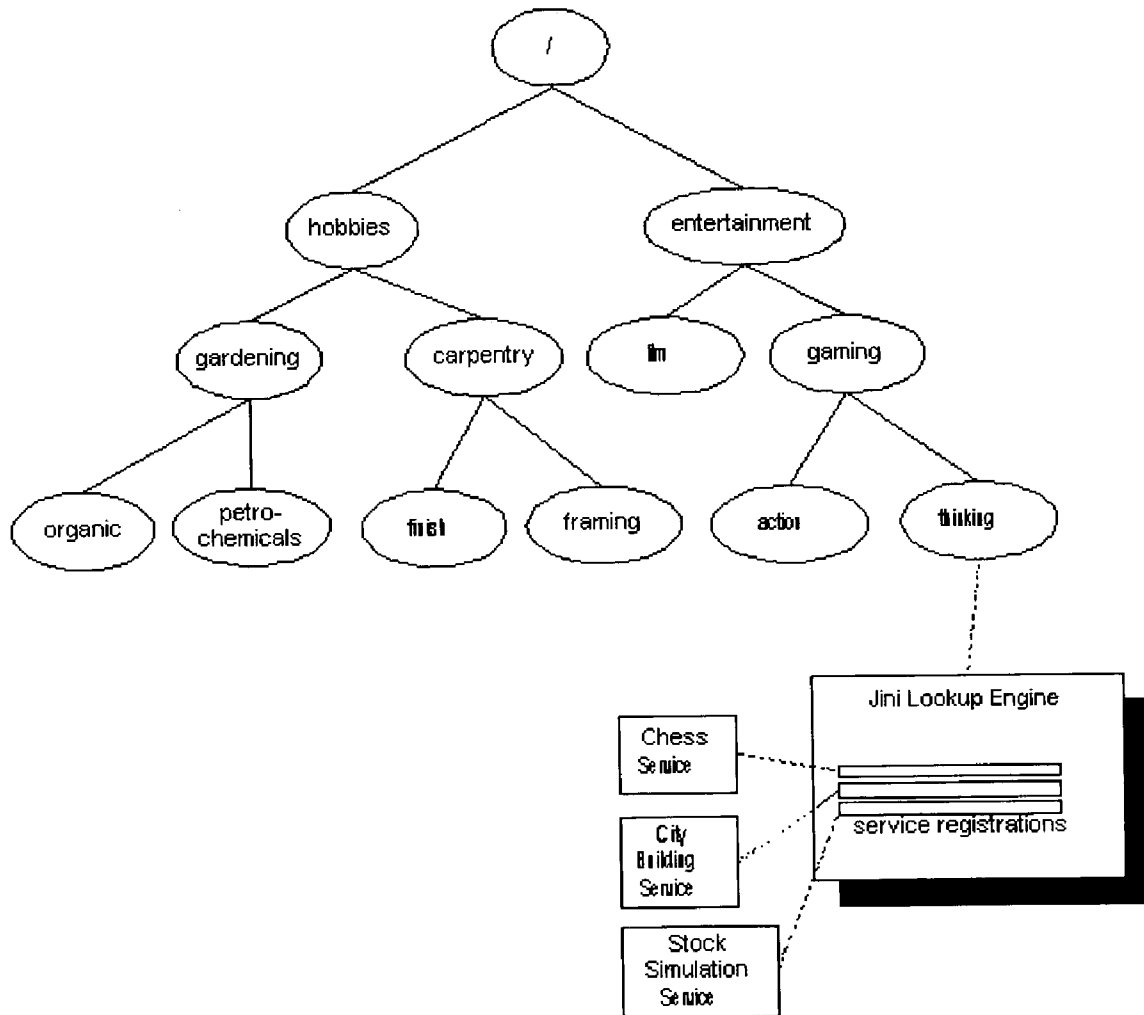 /
hobbies
entertainment
gardening
carpentry
film
gaming
organic
petro-
chemicals
finish
framing
action
thinking
Jini Lookup Engine
Chess
Service
service registrations
City
Building
Service
Stock
Simulation
Service